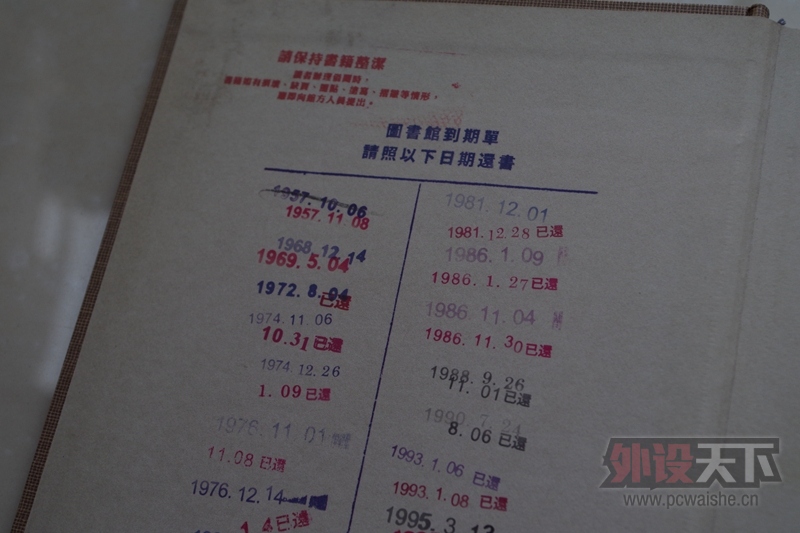 請保持書籍整潔
圖書館到期單
請照以下日期還書
1957.10.06
1957.11.08
1968.12.14
1969.5.04
1972.8.04
已還
1974.11.06
10.31已還
1974.12.26
1.09已還
1976.11.01
11.08已還
1976.12.14
1.4已還
1981.12.01
1981.12.28已還
1986.1.09
1986.1.27已還
1986.11.04
1986.11.30已還
1988.9.26
11.01已還
1990.7.24
8.06已還
1993.1.06已還
1993.1.08已還
1995.3.13
外设天下
www.pcwaishe.cn